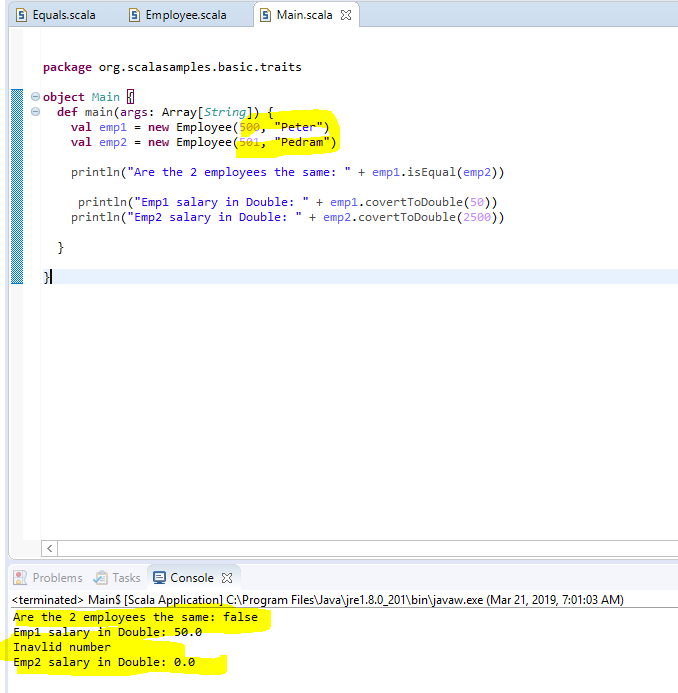 Equals.scala Employee.scala Main.scala
package org.scalasamples.basic.traits
object Main {
def main(args: Array[String]) {
val emp1 = new Employee(500, "Peter")
val emp2 = new Employee(501, "Pedram")
println("Are the 2 employees the same: " + emp1.isEqual(emp2))
println("Emp1 salary in Double: " + emp1.covertToDouble(50))
println("Emp2 salary in Double: " + emp2.covertToDouble(2500))
}
}
<
Problems Tasks Console
<terminated> Main$ [Scala Application] C:\Program Files\Java\jre1.8.0_201\bin\javaw.exe (Mar 21, 2019, 7:01:03 AM)
Are the 2 employees the same: false
Emp1 salary in Double: 50.0
Inavlid number
Emp2 salary in Double: 0.0